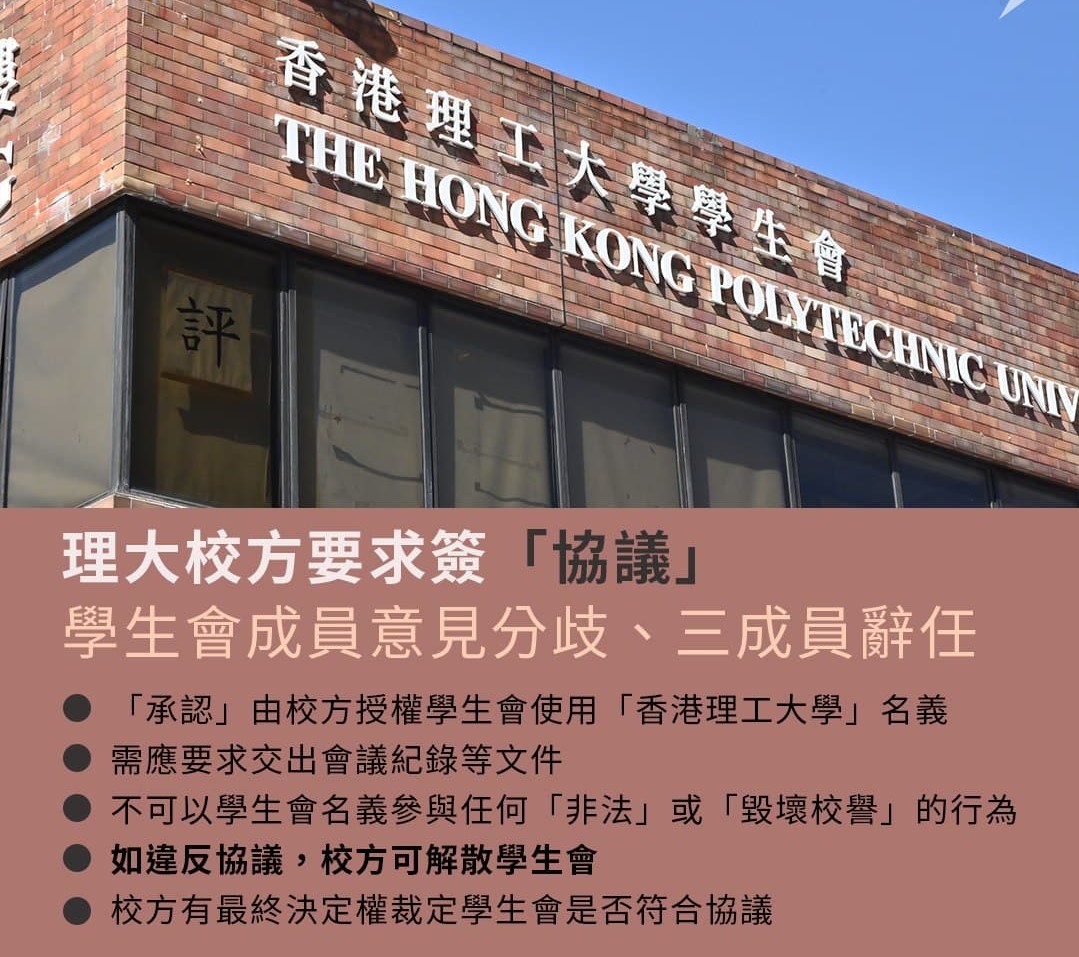 香港理工大學學生會
THE HONG KONG POLYTECHNIC
評
理大校方要求簽「協議」
學生會成員意見分歧、三成員辭任
● 「承認」由校方授權學生會使用「香港理工大學」名義
● 需應要求交出會議紀錄等文件
● 不可以學生會名義參與任何「非法」或「毀壞校譽」的行為
● 如違反協議，校方可解散學生會
● 校方有最終決定權裁定學生會是否符合協議